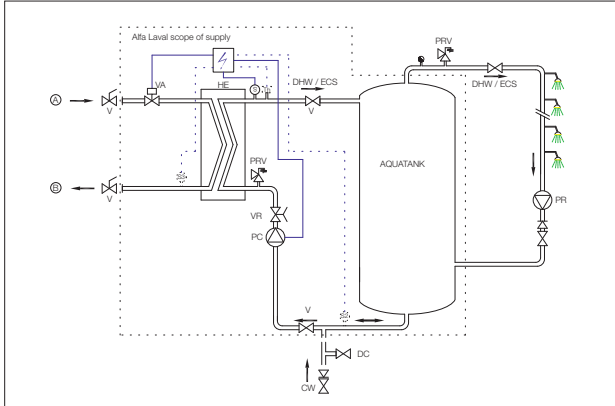 Alfa Laval scope of supply
PRV
VA
HE
DHW / ECS
DHW / ECS
A
V
S
V
AQUATANK
B
V
PRV
PR
VR
PC
V
DC
CW